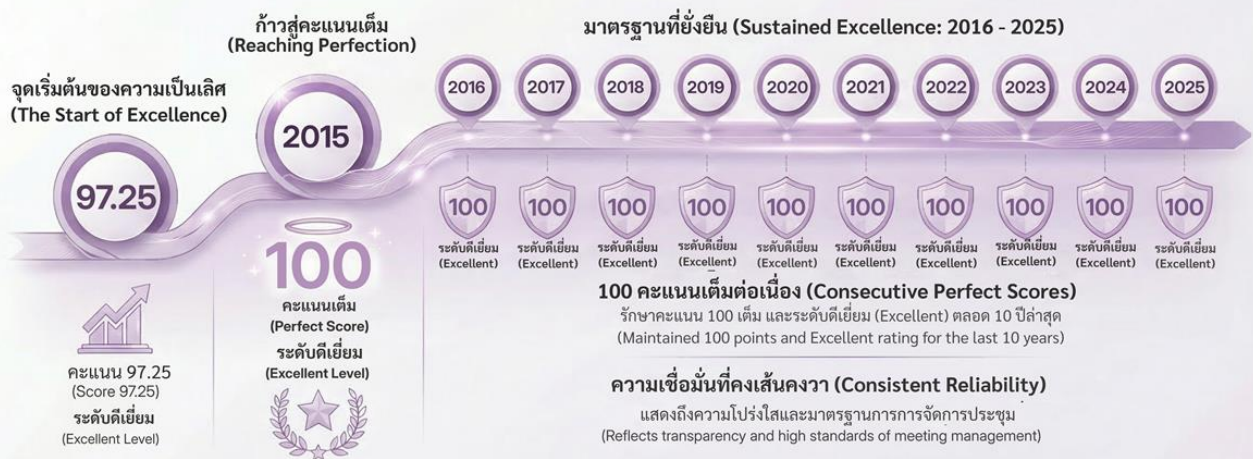 จุดเริ่มต้นของความเป็นเลิศ
(The Start of Excellence)
97.25
คะแนน 97.25
(Score 97.25)
ระดับดีเยี่ยม
(Excellent Level)
ก้าวสู่คะแนนเต็ม
(Reaching Perfection)
2015
100
คะแนนเต็ม
(Perfect Score)
ระดับดีเยี่ยม
(Excellent Level)
มาตรฐานที่ยั่งยืน (Sustained Excellence: 2016 - 2025)
2016 2017 2018 2019 2020 2021 2022 2023 2024 2025
100 100 100 100 100 100 100 100 100 100
ระดับดีเยี่ยม ระดับดีเยี่ยม ระดับดีเยี่ยม ระดับดีเยี่ยม ระดับดีเยี่ยม ระดับดีเยี่ยม ระดับดีเยี่ยม ระดับดีเยี่ยม ระดับดีเยี่ยม ระดับดีเยี่ยม
(Excellent) (Excellent) (Excellent) (Excellent) (Excellent) (Excellent) (Excellent) (Excellent) (Excellent) (Excellent)
100 คะแนนเต็มต่อเนื่อง (Consecutive Perfect Scores)
รักษาคะแนน 100 เต็ม และระดับดีเยี่ยม (Excellent) ตลอด 10 ปีล่าสุด
(Maintained 100 points and Excellent rating for the last 10 years)
ความเชื่อมั่นที่คงเส้นคงวา (Consistent Reliability)
แสดงถึงความโปร่งใสและมาตรฐานการการจัดการประชุม
(Reflects transparency and high standards of meeting management)